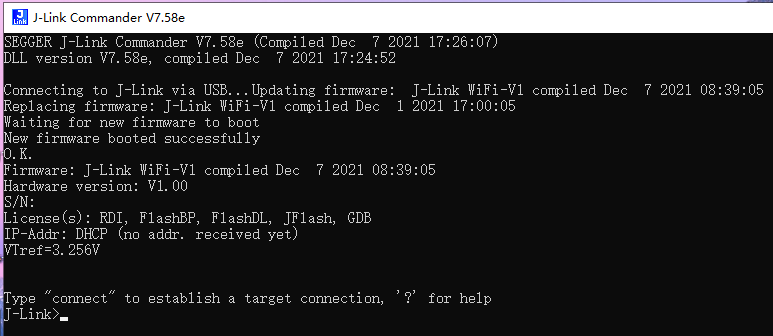 J-Link Commander V7.58e
SEGGER J-Link Commander V7.58e (Compiled Dec  7 2021 17:26:07)
DLL version V7.58e, compiled Dec  7 2021 17:24:52
Connecting to J-Link via USB...Updating firmware:  J-Link WiFi-V1 compiled Dec  7 2021 08:39:05
Replacing firmware: J-Link WiFi-V1 compiled Dec  1 2021 17:00:05
Waiting for new firmware to boot
New firmware booted successfully
O.K.
Firmware: J-Link WiFi-V1 compiled Dec  7 2021 08:39:05
Hardware version: V1.00
S/N:
License(s): RDI, FlashBP, FlashDL, JFlash, GDB
IP-Addr: DHCP (no addr. received yet)
VTref=3.256V
Type "connect" to establish a target connection, '?' for help
J-Link>_